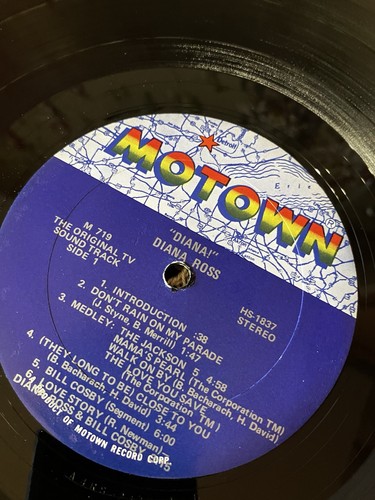 Detroit
MOTOWN
Erie
"DIANA!"
DIANA ROSS
M 719
THE ORIGINAL TV
SOUND TRACK
SIDE 1
HS-1837
STEREO
1. INTRODUCTION :38
2. DON'T RAIN ON MY PARADE
(J. Styne, B. Merrill) 1:47
3. MEDLEY: THE JACKSON 5 4:58
MAMA'S PEARL (The Corporation TM)
WALK ON BY (B. Bacharach, H. David)
THE LOVE YOU SAVE
(The Corporation TM)
4. (THEY LONG TO BE) CLOSE TO YOU
(B. Bacharach, H. David) 3:44
5. BILL COSBY (Segment) 6:00
6. LOVE STORY (R. Newman)
DIANA ROSS & BILL COSBY
PRODUCT OF MOTOWN RECORD CORP.